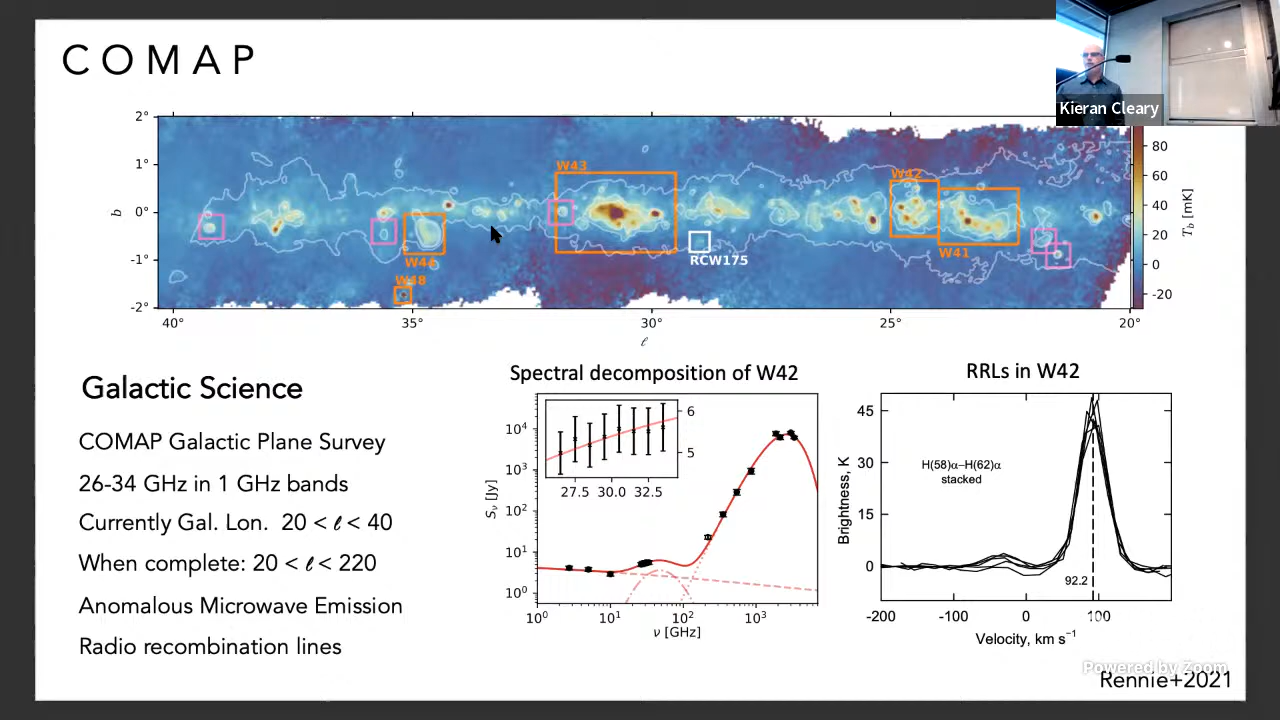 COMAP
Kieran Cleary
2°
1°
0°
-1°
-2°
b
W43
W42
W44
W48
RCW175
W41
80
60
40
20
0
-20
T_b [mK]
40°
35°
30°
25°
20°
ℓ
Galactic Science
COMAP Galactic Plane Survey
26-34 GHz in 1 GHz bands
Currently Gal. Lon. 20 < ℓ < 40
When complete: 20 < ℓ < 220
Anomalous Microwave Emission
Radio recombination lines
Spectral decomposition of W42
6
5
27.5 30.0 32.5
10⁴
10³
10²
10¹
10⁰
S_ν [Jy]
10⁰ 10¹ 10² 10³
ν [GHz]
RRLs in W42
45
30
15
0
Brightness, K
H(58)α−H(62)α
stacked
92.2
-200 -100 0 100
Velocity, km s⁻¹
Powered by Zoom
Rennie+2021